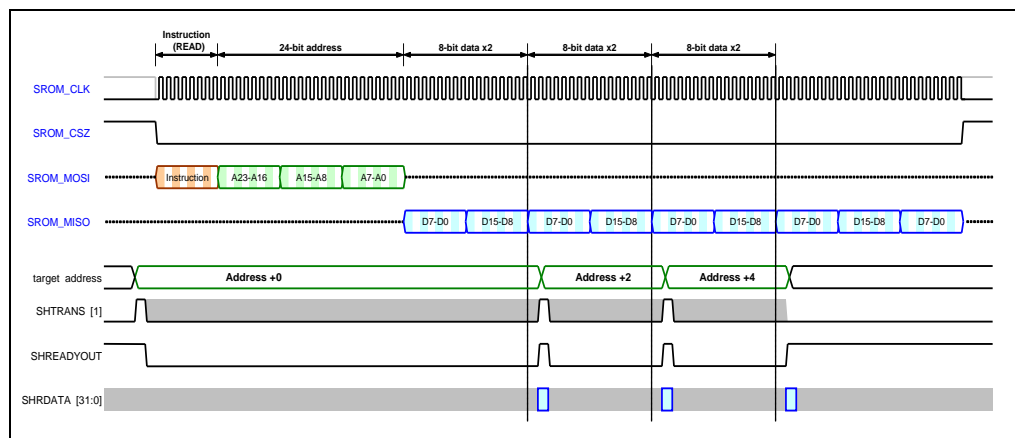 Instruction
(READ)
24-bit address
8-bit data x2
8-bit data x2
8-bit data x2
SROM_CLK
SROM_CSZ
SROM_MOSI
Instruction
A23-A16
A15-A8
A7-A0
SROM_MISO
D7-D0
D15-D8
D7-D0
D15-D8
D7-D0
D15-D8
D7-D0
D15-D8
D7-D0
target address
Address +0
Address +2
Address +4
SHTRANS [1]
SHREADYOUT
SHRDATA [31:0]